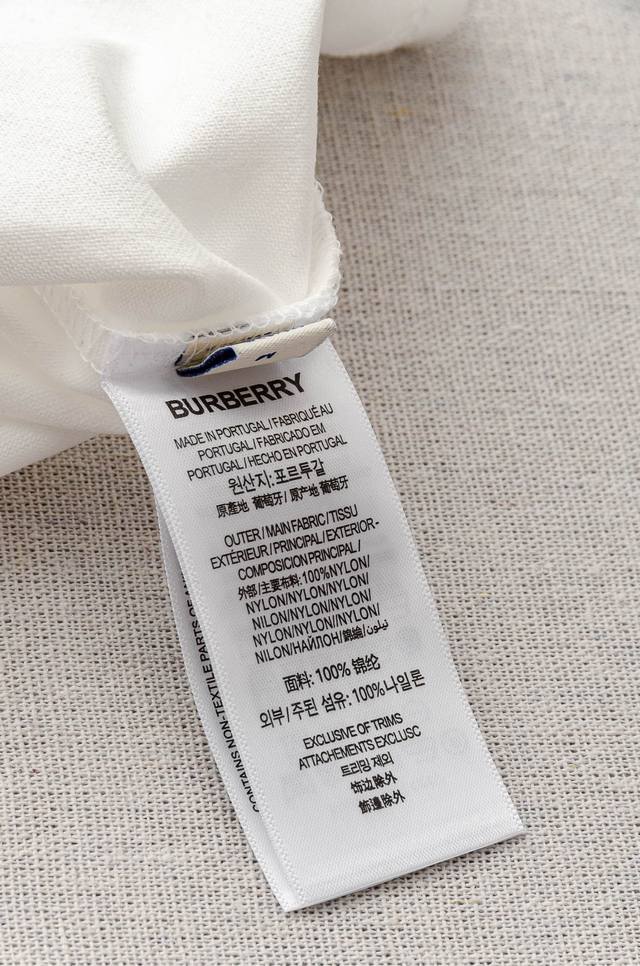 BURBERRY
MADE IN PORTUGAL / FABRIQUÉ AU
PORTUGAL / FABRICADO EM
PORTUGAL / HECHO EN PORTUGAL
원산지: 포르투갈
原產地 葡萄牙 / 原产地 葡萄牙
OUTER / MAIN FABRIC / TISSU
EXTÉRIEUR / PRINCIPAL / EXTERIOR-
COMPOSICION PRINCIPAL /
外部 / 主要布料: 100% NYLON /
NYLON / NYLON / NYLON /
NILON / NYLON / NYLON /
NYLON / NYLON / NYLON /
NILON / НАЙЛОН / 錦綸 / نيلون
面料: 100% 锦纶
외부 / 주된 섬유: 100% 나일론
EXCLUSIVE OF TRIMS
ATTACHEMENTS EXCLUSC
트리밍 제외
饰边除外
飾邊除外
CONTAINS NON-TEXTILE PARTS OF